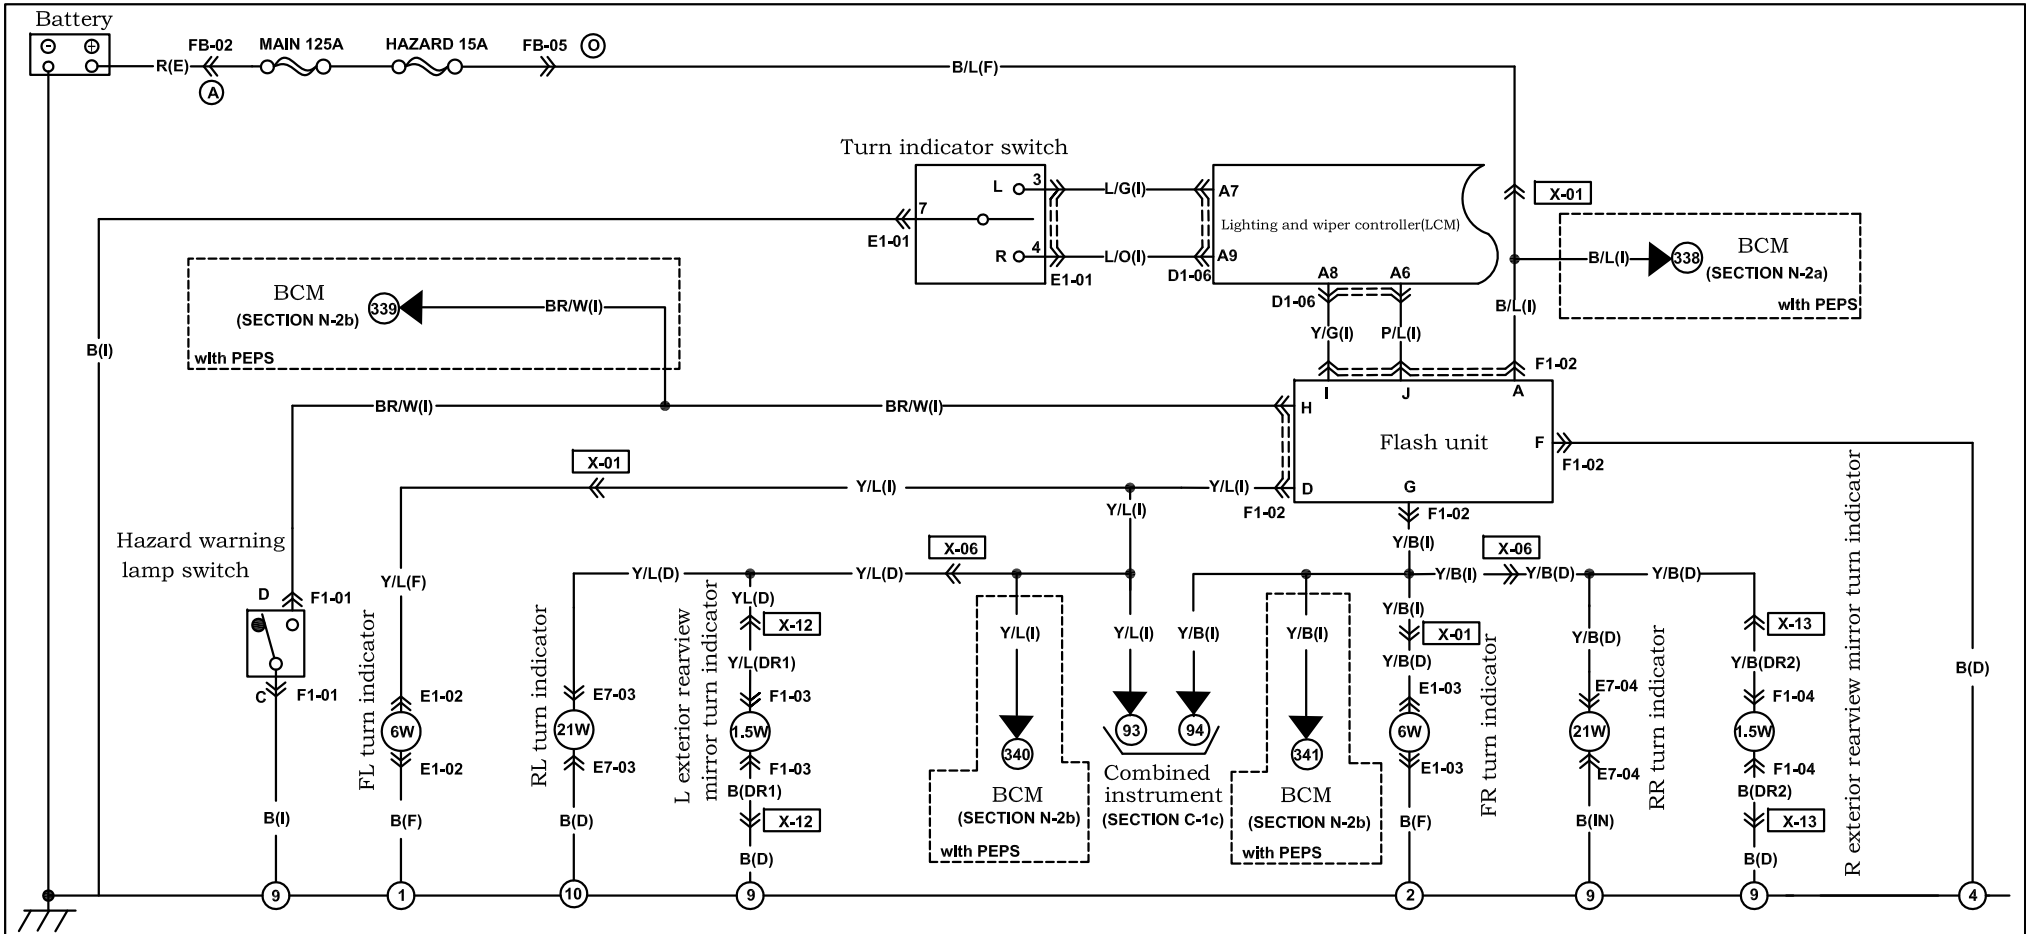 Battery
FB-02 MAIN 125A HAZARD 15A FB-05 O
R(E) B/L(F)
A
Turn indicator switch
L 3 L/G(I) A7
7
Lighting and wiper controller(LCM)
X-01
E1-01
R 4 L/O(I) A9
E1-01 D1-06
A8 A6
D1-06
B/L(I) 338 BCM
(SECTION N-2a)
with PEPS
B/L(I)
BCM
(SECTION N-2b)
339 BR/W(I)
with PEPS
B(I)
Y/G(I) P/L(I)
F1-02
I J A
BR/W(I) BR/W(I) H
Flash unit F
F1-02
X-01
Y/L(I) Y/L(I) D G
F1-02 F1-02
Y/L(I)
Y/B(I)
Hazard warning
lamp switch
D F1-01
C F1-01
B(I)
Y/L(F)
FL turn indicator
E1-02
6W
E1-02
B(F)
Y/L(D) Y/L(D) X-06
RL turn indicator
E7-03
21W
E7-03
B(D)
L exterior rearview
mirror turn indicator
YL(D)
X-12
Y/L(DR1)
F1-03
1.5W
F1-03
B(DR1)
X-12
B(D)
Y/L(I)
340
BCM
(SECTION N-2b)
with PEPS
Y/L(I) Y/B(I)
93 94
Combined
instrument
(SECTION C-1c)
Y/B(I)
341
BCM
(SECTION N-2b)
with PEPS
Y/B(I) X-06 Y/B(D) Y/B(D)
Y/B(I)
X-01
Y/B(D)
E1-03
6W
E1-03
B(F)
FR turn indicator
Y/B(D)
E7-04
21W
E7-04
B(IN)
RR turn indicator
X-13
Y/B(DR2)
F1-04
1.5W
F1-04
B(DR2)
X-13
B(D)
R exterior rearview mirror turn indicator
B(D)
9 1 10 9 2 9 9 4